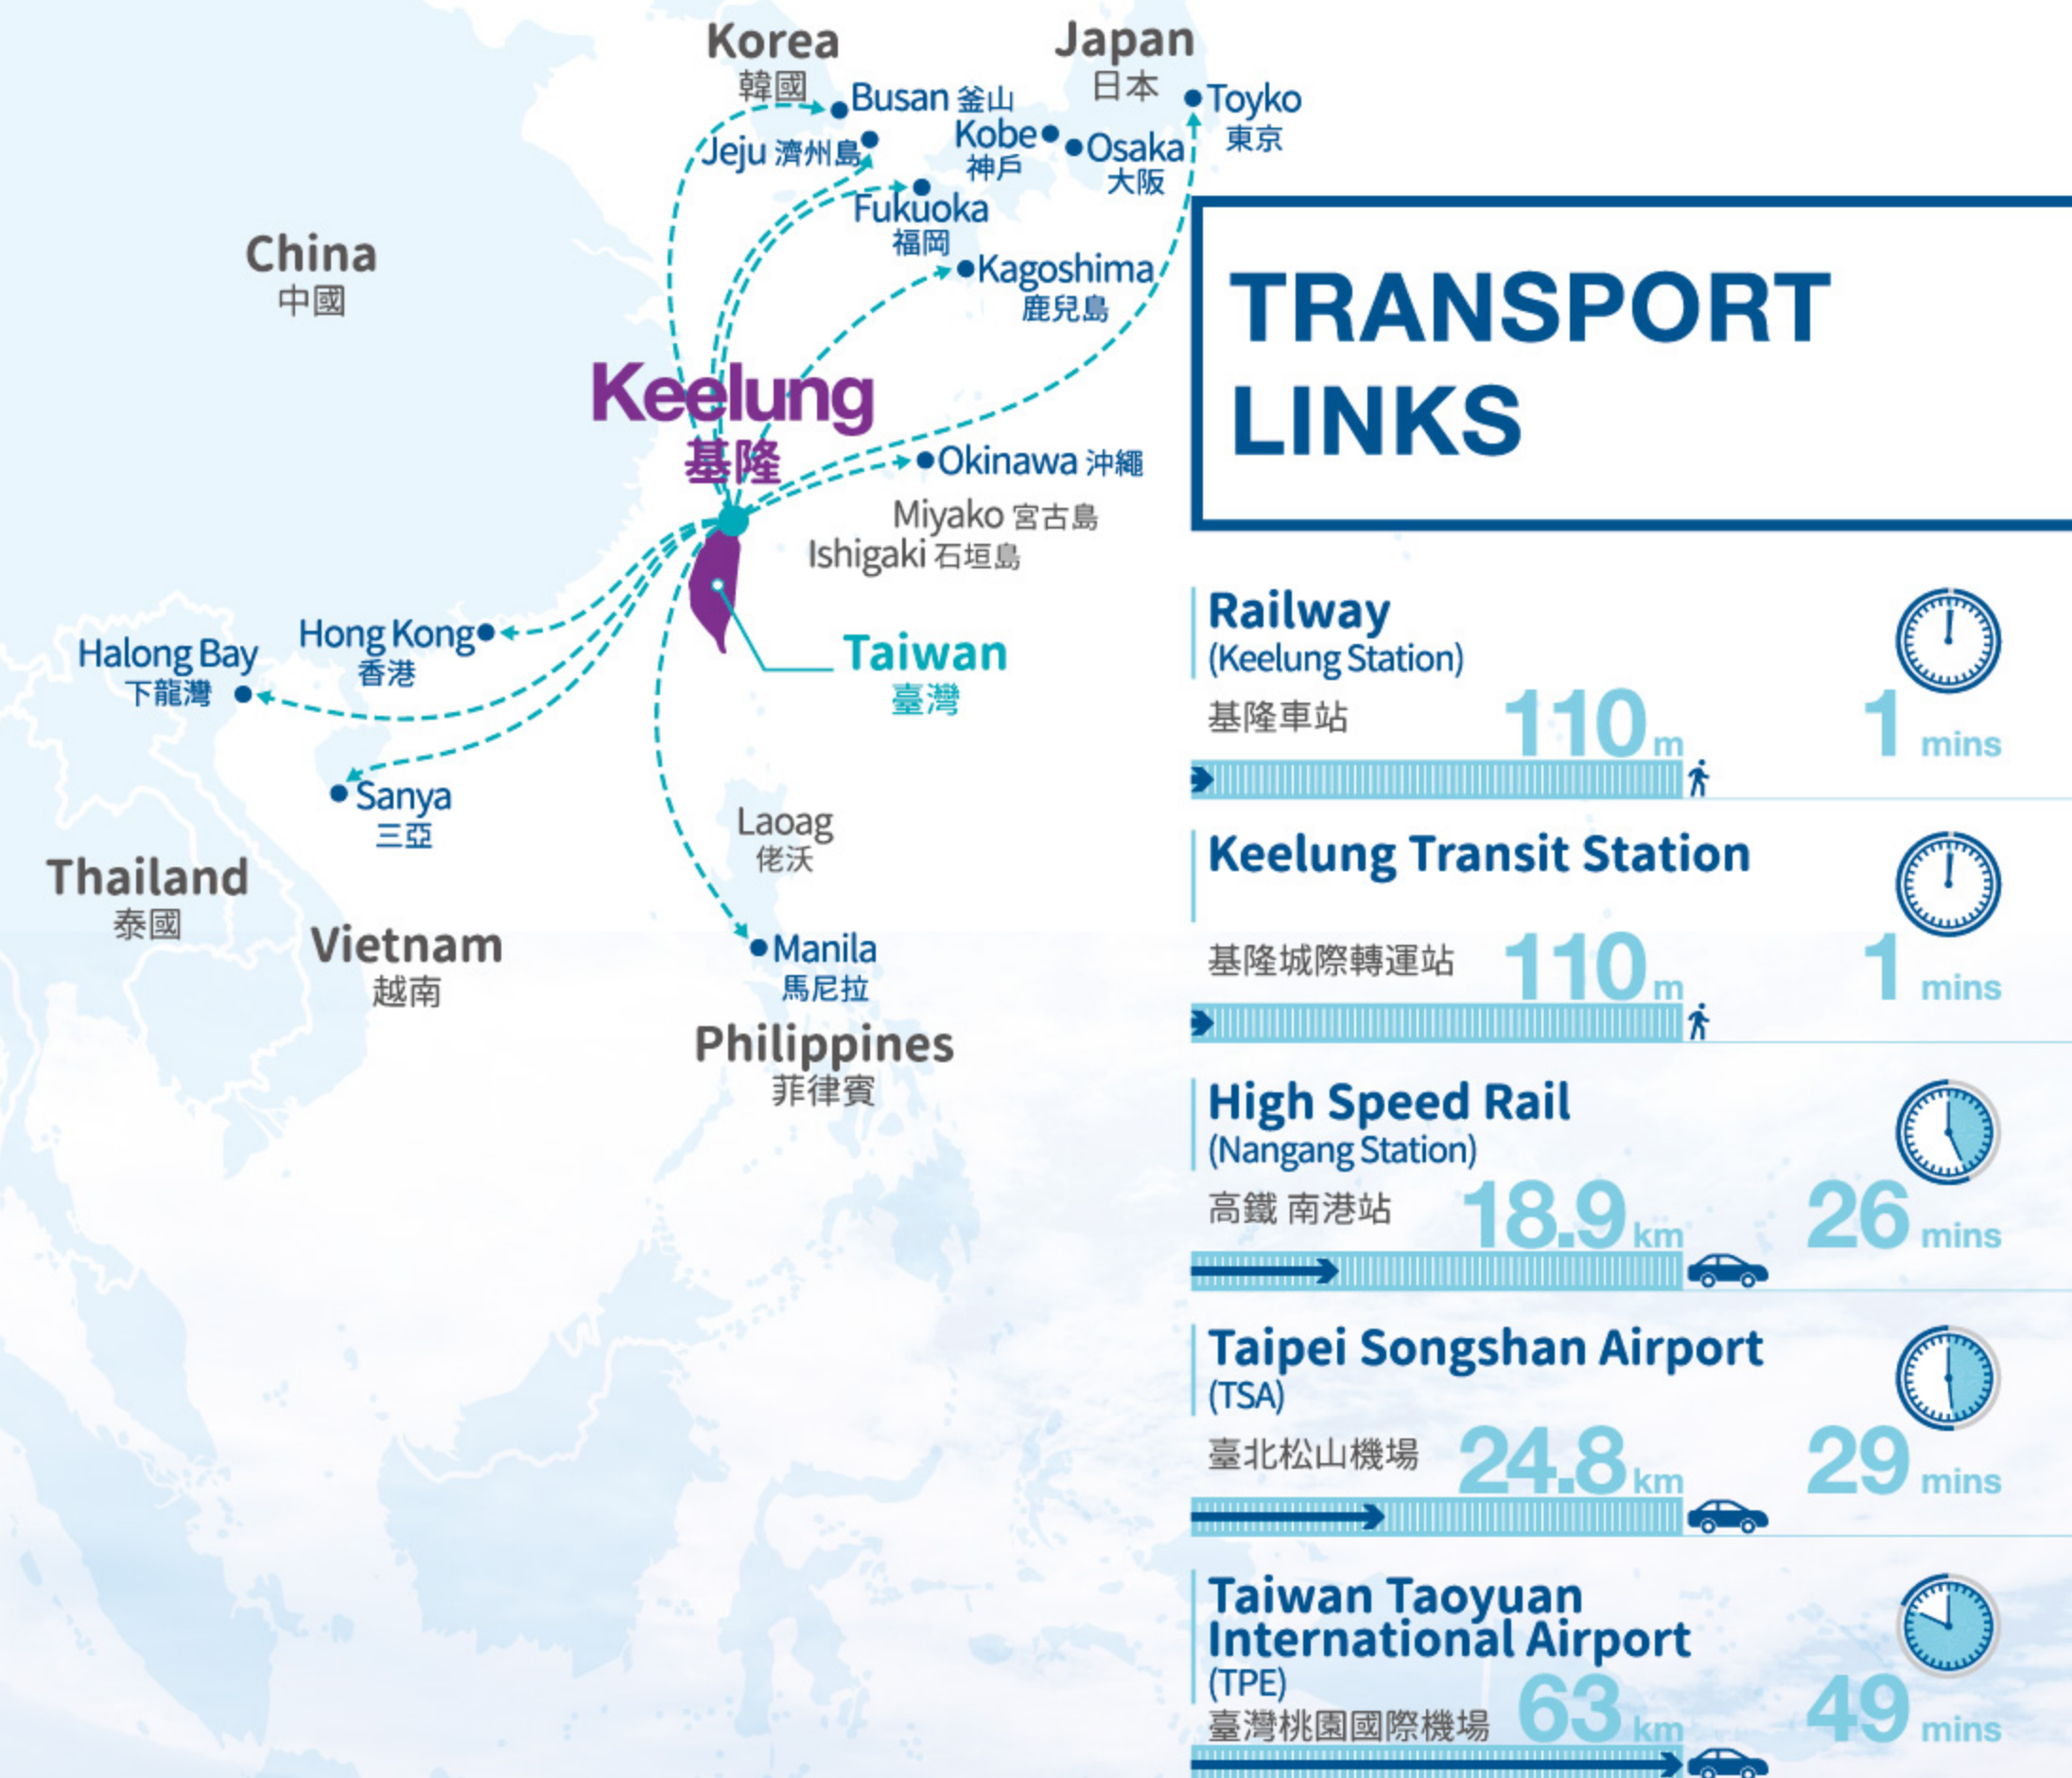 Korea
韓國
Japan
日本
Busan 釜山
Toyko
東京
Jeju 濟州島
Kobe
神戶
Osaka
大阪
Fukuoka
福岡
China
中國
Kagoshima
鹿兒島
Keelung
基隆
Okinawa 沖繩
Miyako 宮古島
Ishigaki 石垣島
Hong Kong
香港
Halong Bay
下龍灣
Taiwan
臺灣
Sanya
三亞
Laoag
佬沃
Thailand
泰國
Vietnam
越南
Manila
馬尼拉
Philippines
菲律賓
TRANSPORT
LINKS
Railway
(Keelung Station)
基隆車站 110 m 1 mins
Keelung Transit Station
基隆城際轉運站 110 m 1 mins
High Speed Rail
(Nangang Station)
高鐵 南港站 18.9 km 26 mins
Taipei Songshan Airport
(TSA)
臺北松山機場 24.8 km 29 mins
Taiwan Taoyuan
International Airport
(TPE)
臺灣桃園國際機場 63 km 49 mins